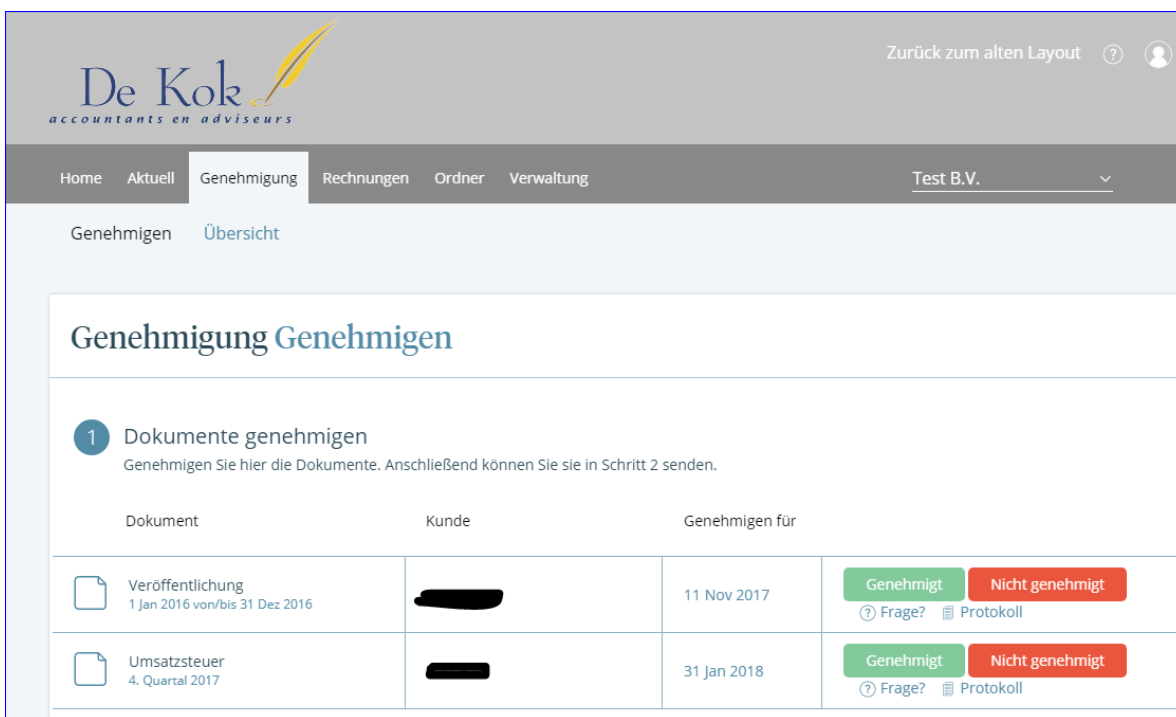 De Kok
accountants en adviseurs
Zurück zum alten Layout ?
Home Aktuell Genehmigung Rechnungen Ordner Verwaltung Test B.V.
Genehmigen Übersicht
Genehmigung Genehmigen
1 Dokumente genehmigen
Genehmigen Sie hier die Dokumente. Anschließend können Sie sie in Schritt 2 senden.
Dokument Kunde Genehmigen für
Veröffentlichung
1 Jan 2016 von/bis 31 Dez 2016
11 Nov 2017
Genehmigt Nicht genehmigt
? Frage? Protokoll
Umsatzsteuer
4. Quartal 2017
31 Jan 2018
Genehmigt Nicht genehmigt
? Frage? Protokoll